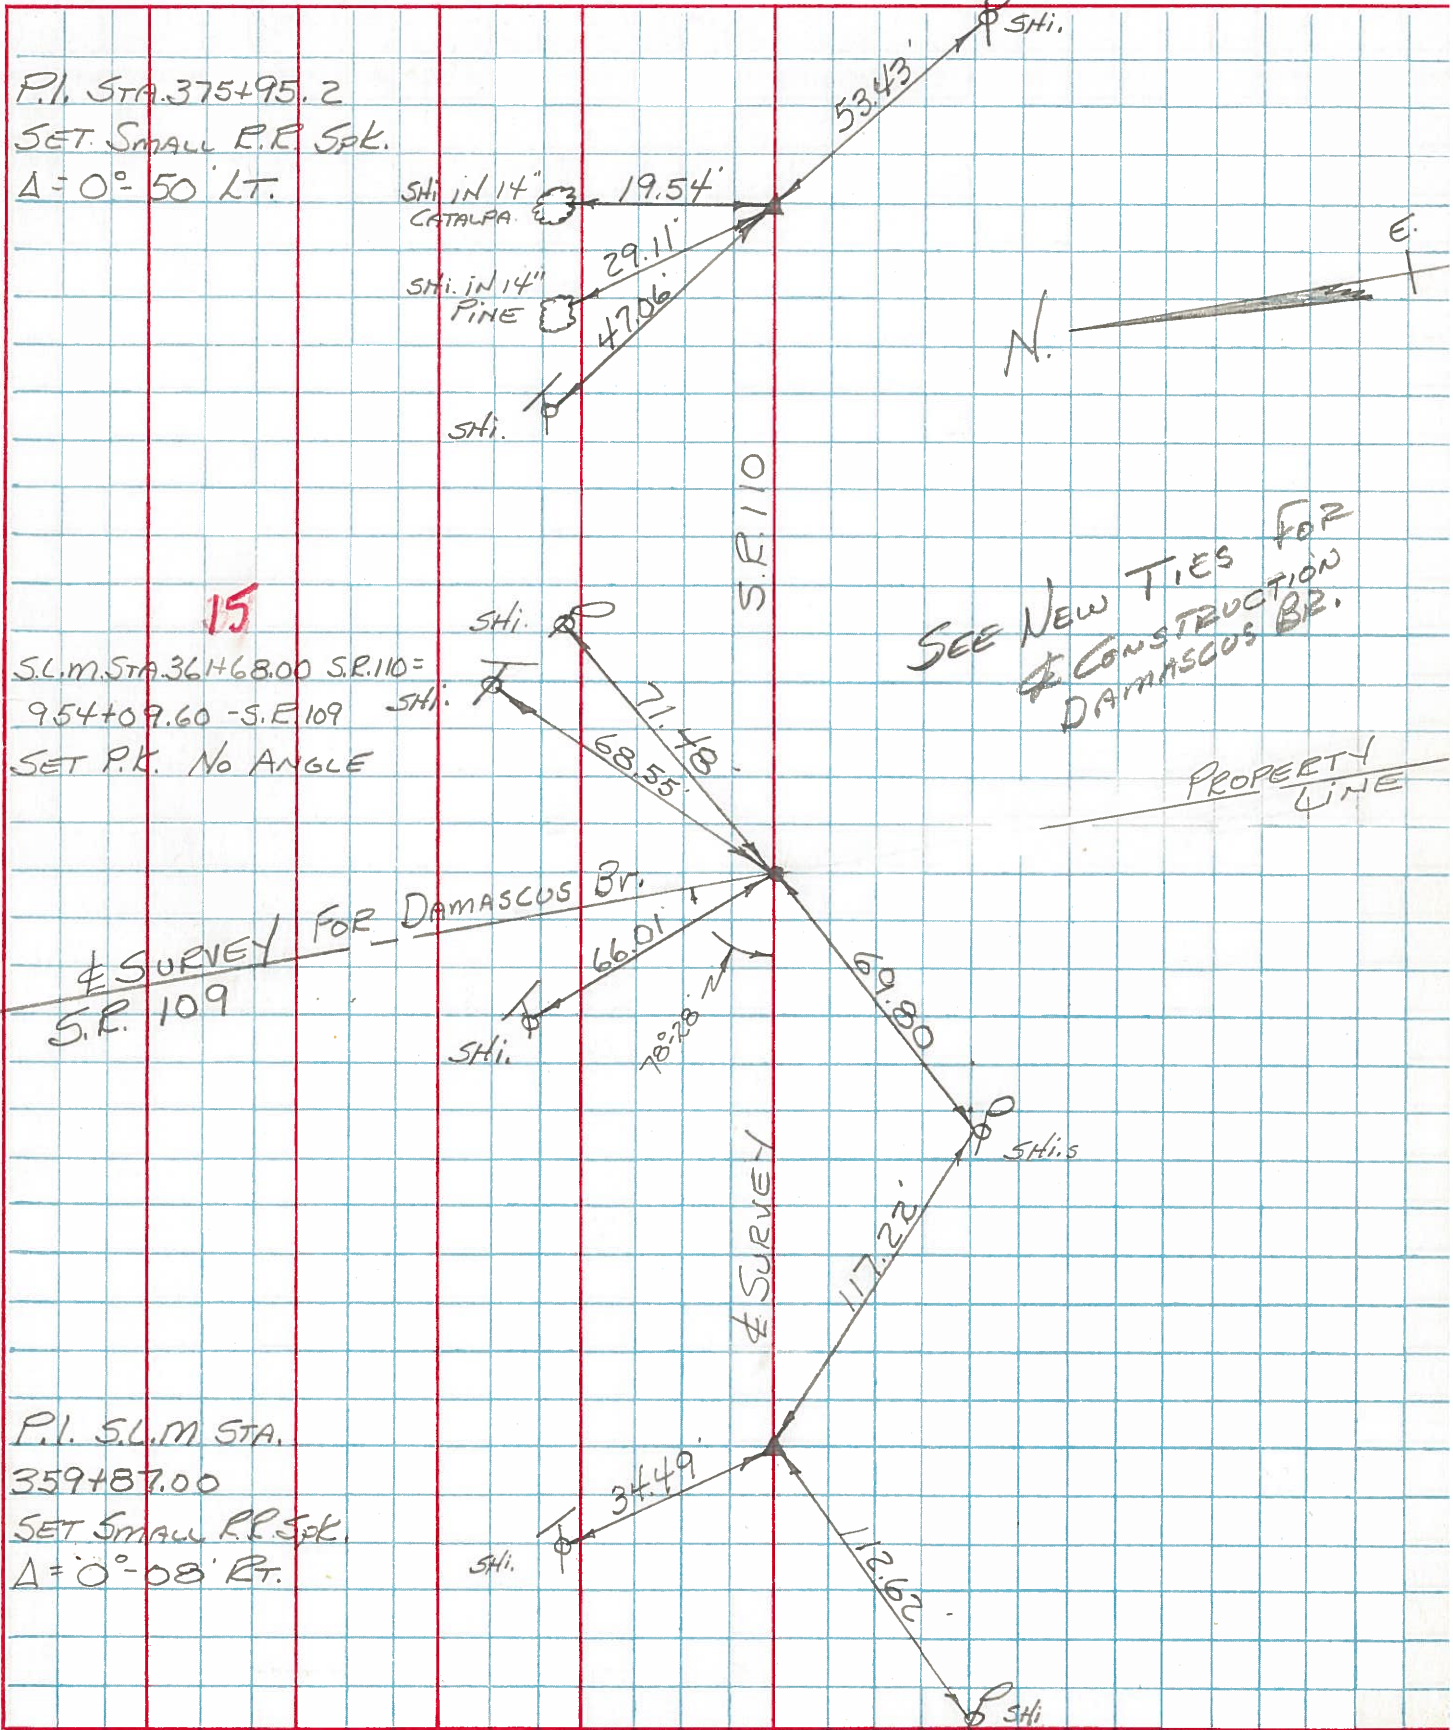 SHi.
53.43'
P.I. STA. 375+95.2
SET SMALL R.R. SPK.
Δ = 0°-50' LT.
SHi IN 14"
CATALPA
19.54'
29.11'
SHi. IN 14"
PINE
47.06'
SHi.
E.
N.
S.R. 110
SEE NEW TIES FOR
℄ CONSTRUCTION
DAMASCUS BR.
15
SHi.
S.L.M. STA. 361+68.00 S.R. 110 =
954+09.60 - S.R. 109
SET P.K. No ANGLE
SHi.
71.48'
68.55'
PROPERTY
LINE
℄ SURVEY FOR DAMASCUS Br.
S.R. 109
66.01'
SHi.
78°-28'
69.80
SHi.s
℄ SURVEY
117.22'
P.I. S.L.M STA.
359+87.00
SET SMALL R.R. SPK.
Δ = 0°-08' RT.
34.49'
SHi.
112.62'
SHi